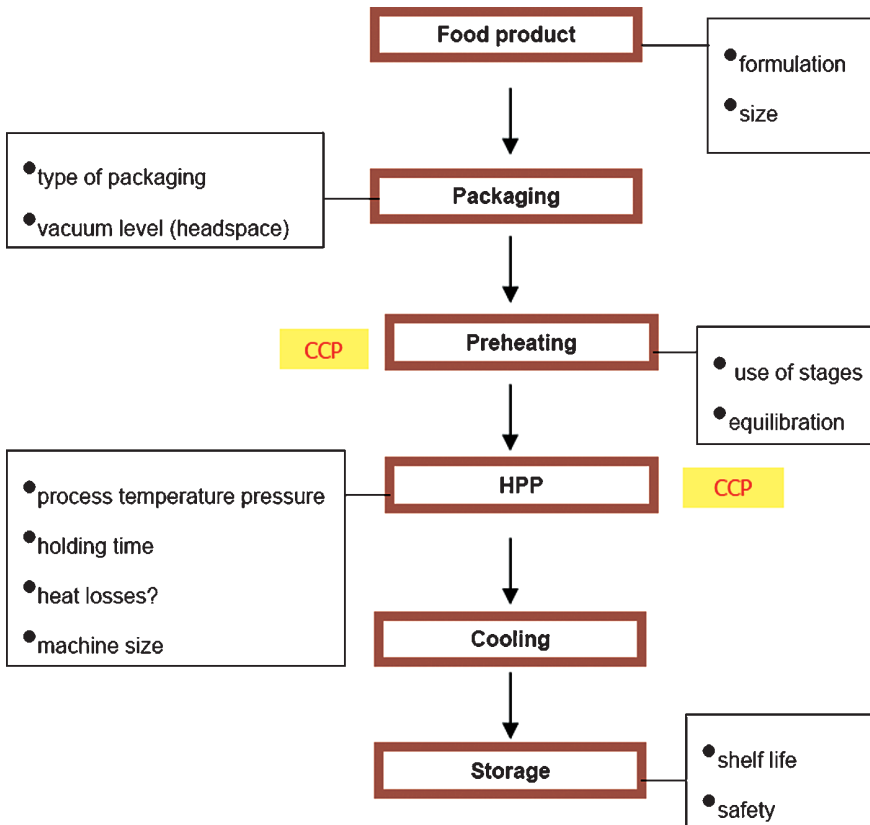 Food product
● formulation
● size
● type of packaging
● vacuum level (headspace)
Packaging
CCP
Preheating
● use of stages
● equilibration
● process temperature pressure
● holding time
● heat losses?
● machine size
HPP
CCP
Cooling
Storage
● shelf life
● safety